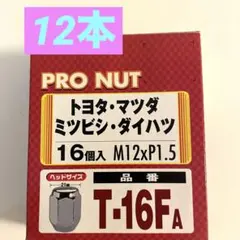 12本
PRO NUT
トヨタ・マツダ
ミツビシ・ダイハツ
16個入 M12xP1.5
ヘッドサイズ
品番
T-16FA